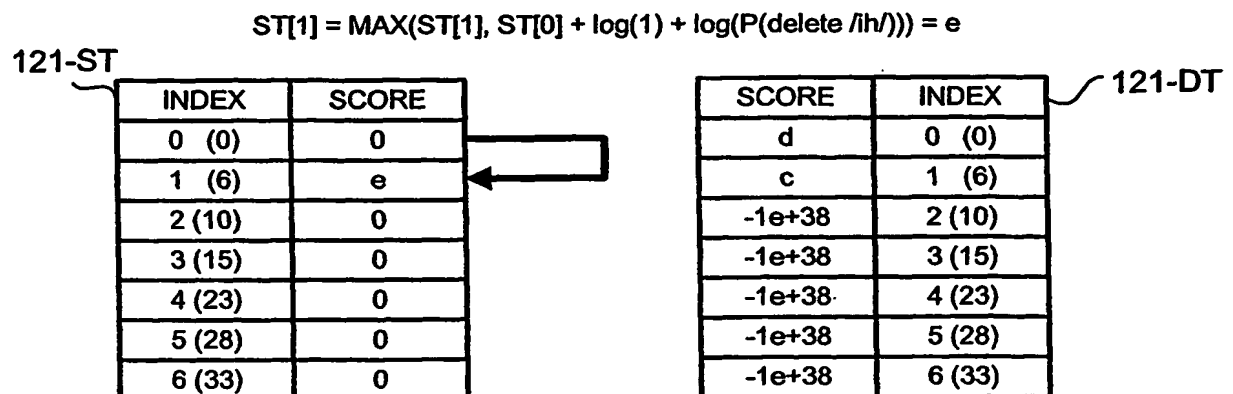 ST[1] = MAX(ST[1], ST[0] + log(1) + log(P(delete /ih/))) = e
121-ST
121-DT
INDEX SCORE SCORE INDEX
0 (0) 0 d 0 (0)
1 (6) e c 1 (6)
2 (10) 0 -1e+38 2 (10)
3 (15) 0 -1e+38 3 (15)
4 (23) 0 -1e+38 4 (23)
5 (28) 0 -1e+38 5 (28)
6 (33) 0 -1e+38 6 (33)